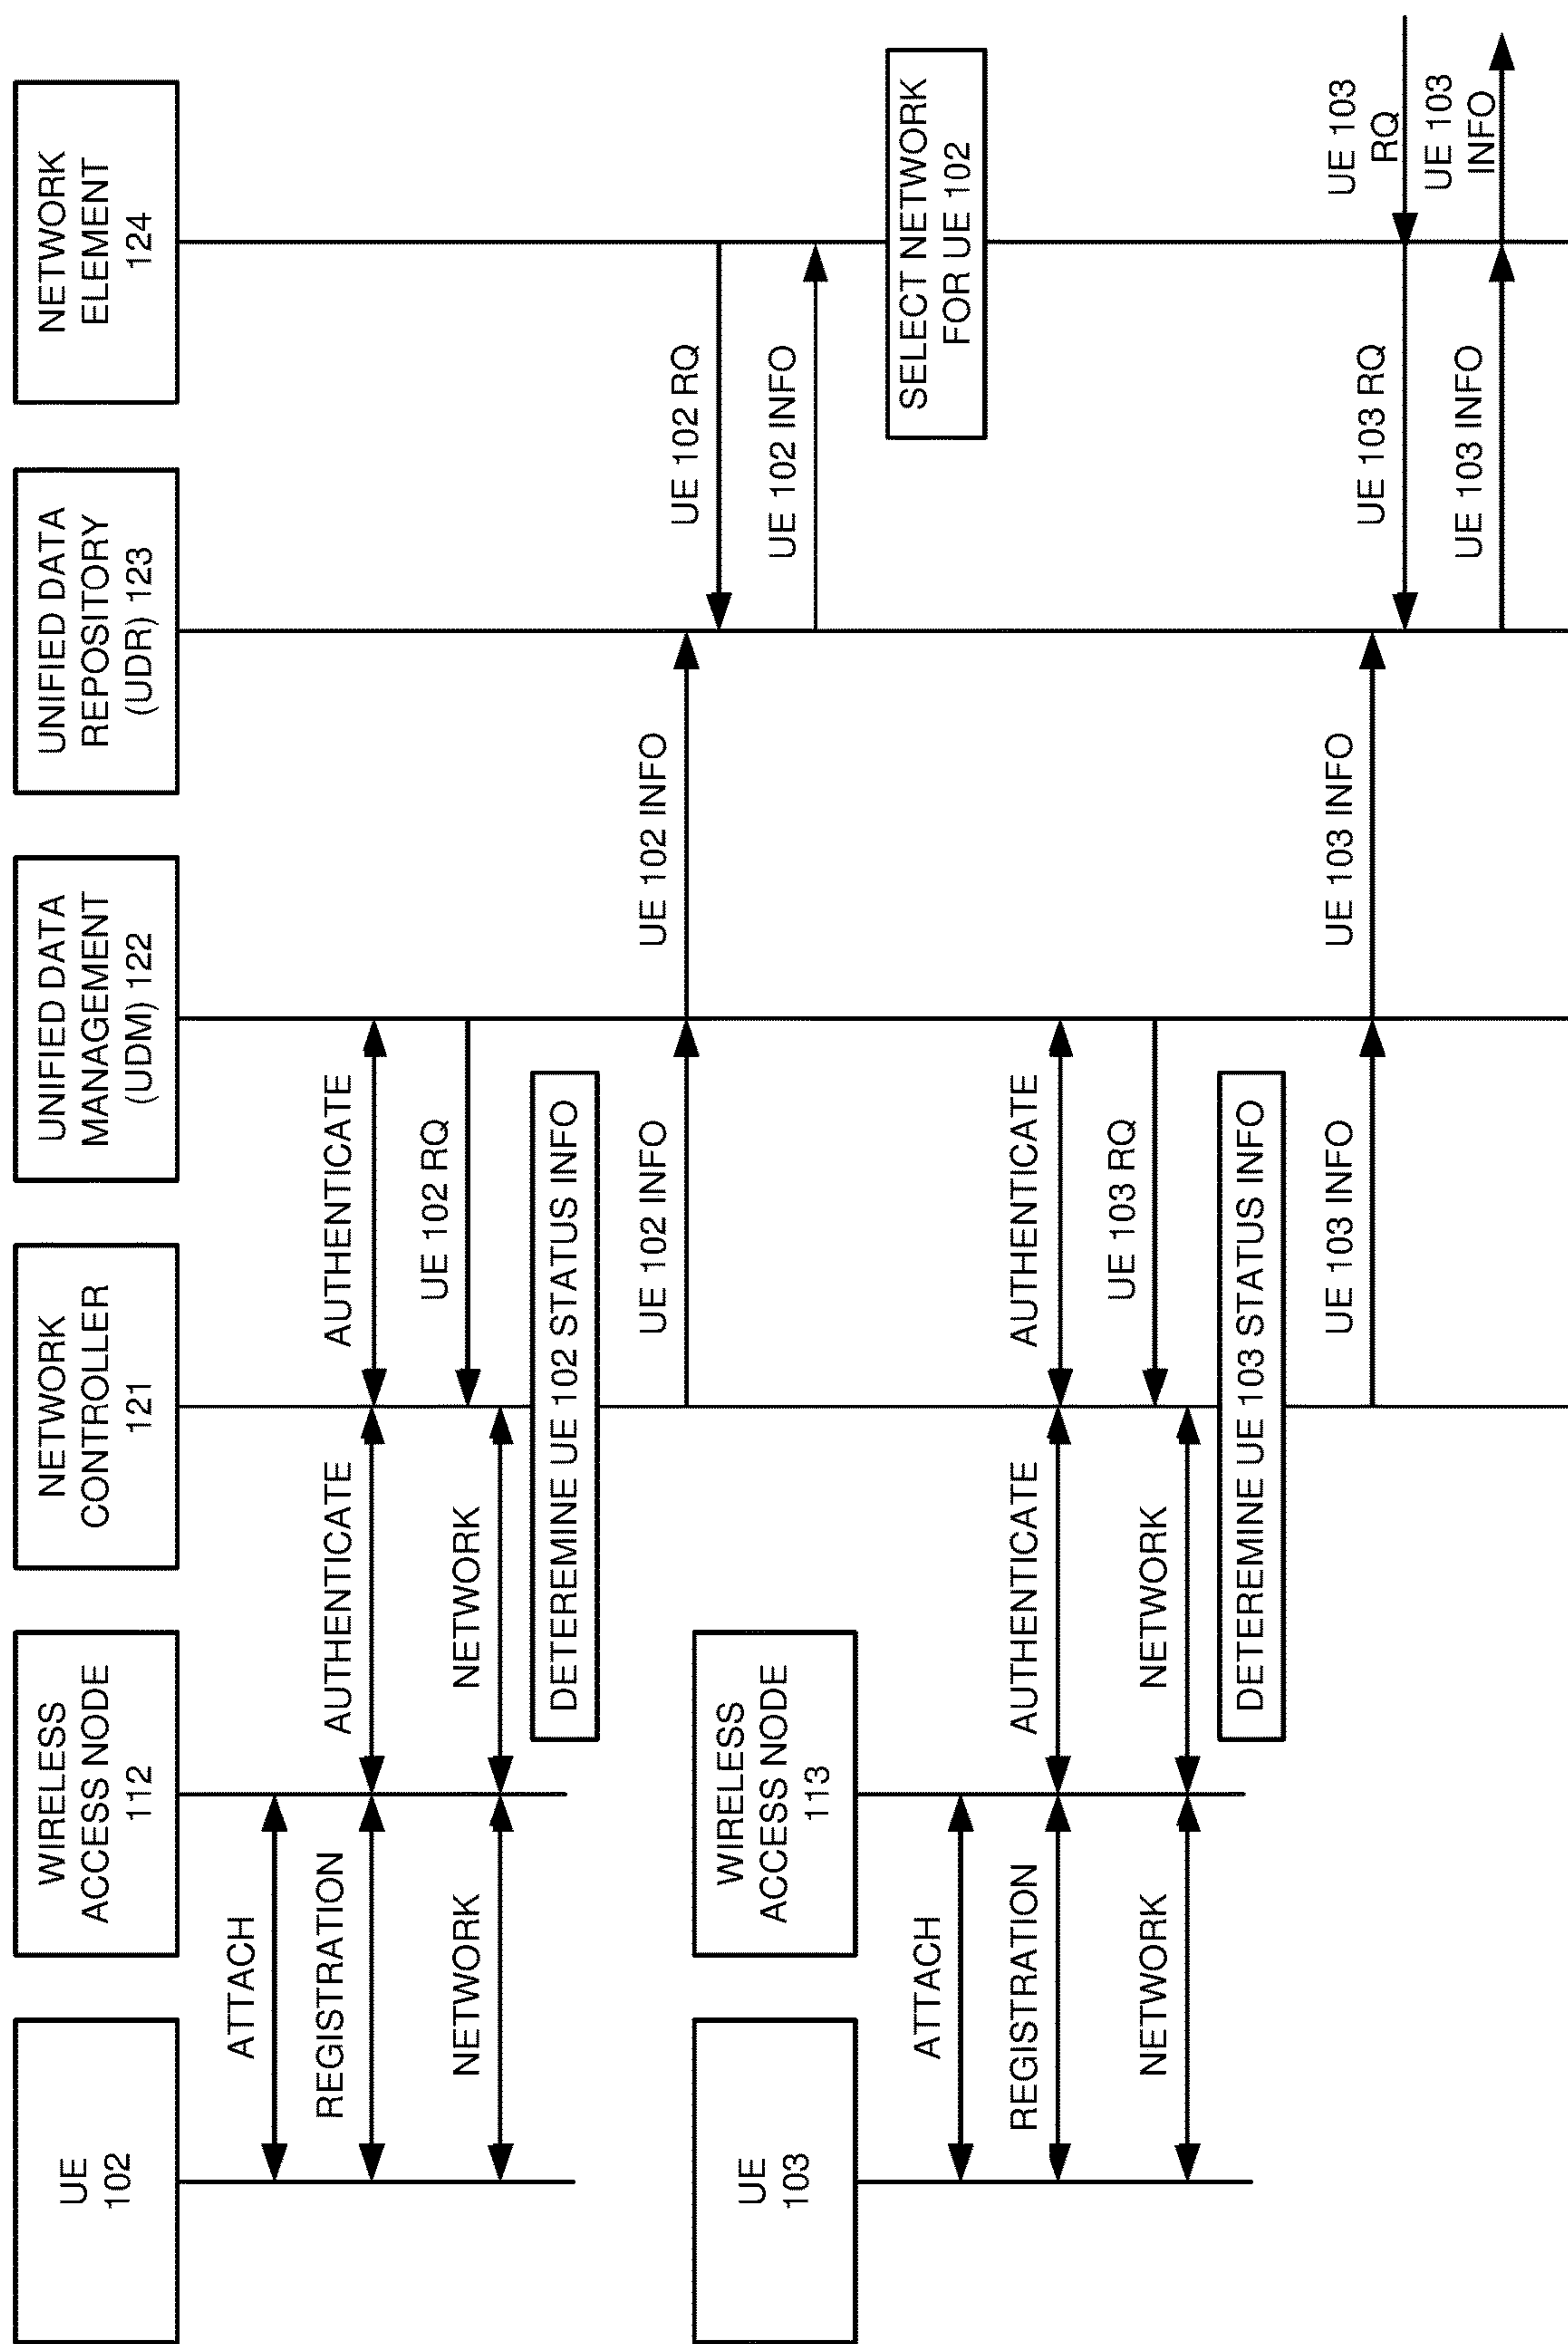 UE
102
WIRELESS
ACCESS NODE
112
NETWORK
CONTROLLER
121
UNIFIED DATA
MANAGEMENT
(UDM) 122
UNIFIED DATA
REPOSITORY
(UDR) 123
NETWORK
ELEMENT
124
ATTACH
REGISTRATION
AUTHENTICATE
AUTHENTICATE
UE 102 RQ
NETWORK
NETWORK
DETEREMINE UE 102 STATUS INFO
UE 102 INFO
UE 102 INFO
UE 102 RQ
UE 102 INFO
SELECT NETWORK
FOR UE 102
UE
103
WIRELESS
ACCESS NODE
113
ATTACH
REGISTRATION
AUTHENTICATE
AUTHENTICATE
UE 103 RQ
NETWORK
NETWORK
DETEREMINE UE 103 STATUS INFO
UE 103 INFO
UE 103 INFO
UE 103 RQ
UE 103
RQ
UE 103 INFO
UE 103
INFO